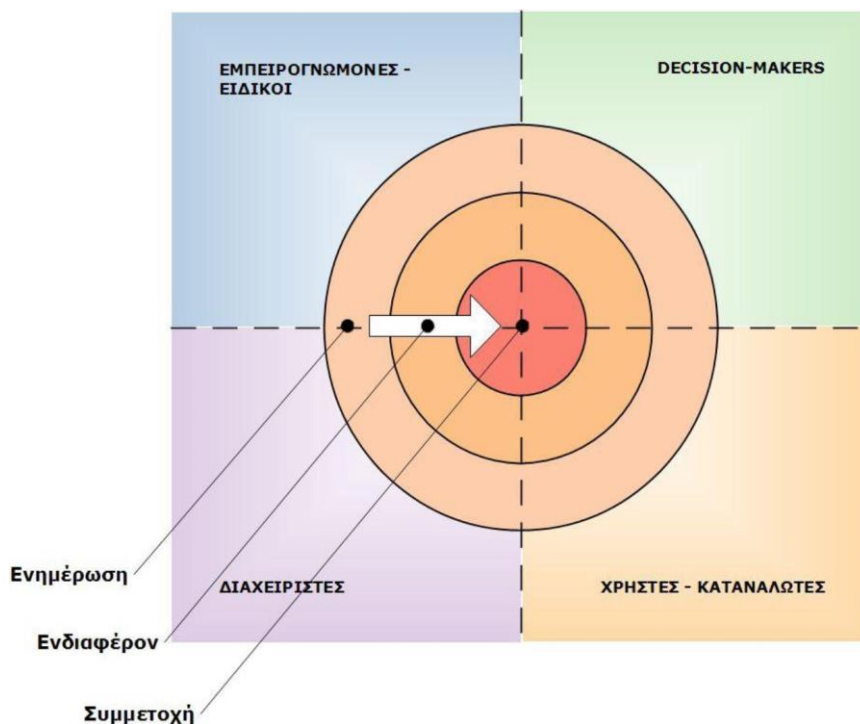 ΕΜΠΕΙΡΟΓΝΩΜΟΝΕΣ -
ΕΙΔΙΚΟΙ
DECISION-MAKERS
Ενημέρωση
ΔΙΑΧΕΙΡΙΣΤΕΣ
ΧΡΗΣΤΕΣ - ΚΑΤΑΝΑΛΩΤΕΣ
Ενδιαφέρον
Συμμετοχή